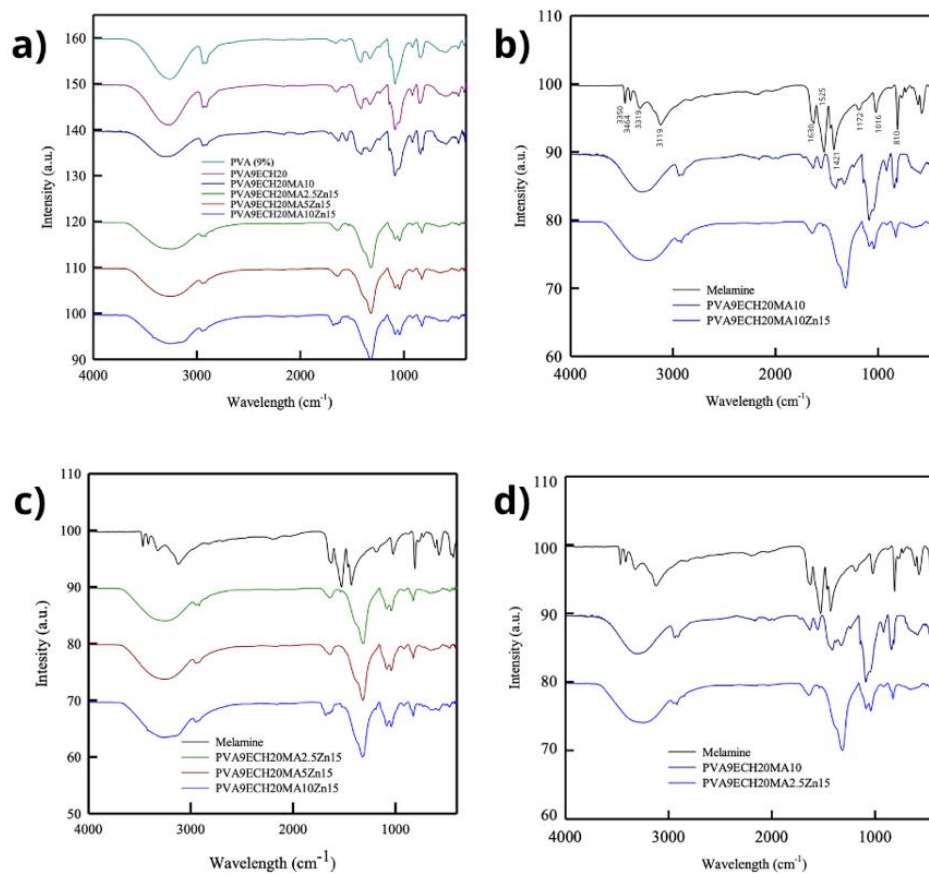 a)
160
150
140
130
120
110
100
90
Intensity (a.u.)
PVA (9%)
PVA9ECH20
PVA9ECH20MA10
PVA9ECH20MA2.5Zn15
PVA9ECH20MA5Zn15
PVA9ECH20MA10Zn15
4000 3000 2000 1000
Wavelength (cm-1)
b)
110
100
90
80
70
60
Intensity (a.u.)
3350
3464
3319
3119
1630
1525
1421
1172
1016
810
Melamine
PVA9ECH20MA10
PVA9ECH20MA10Zn15
4000 3000 2000 1000
Wavelength (cm-1)
c)
110
100
90
80
70
60
50
Intesity (a.u.)
Melamine
PVA9ECH20MA2.5Zn15
PVA9ECH20MA5Zn15
PVA9ECH20MA10Zn15
4000 3000 2000 1000
Wavelength (cm-1)
d)
110
100
90
80
70
60
Intensity (a.u.)
Melamine
PVA9ECH20MA10
PVA9ECH20MA2.5Zn15
4000 3000 2000 1000
Wavelength (cm-1)